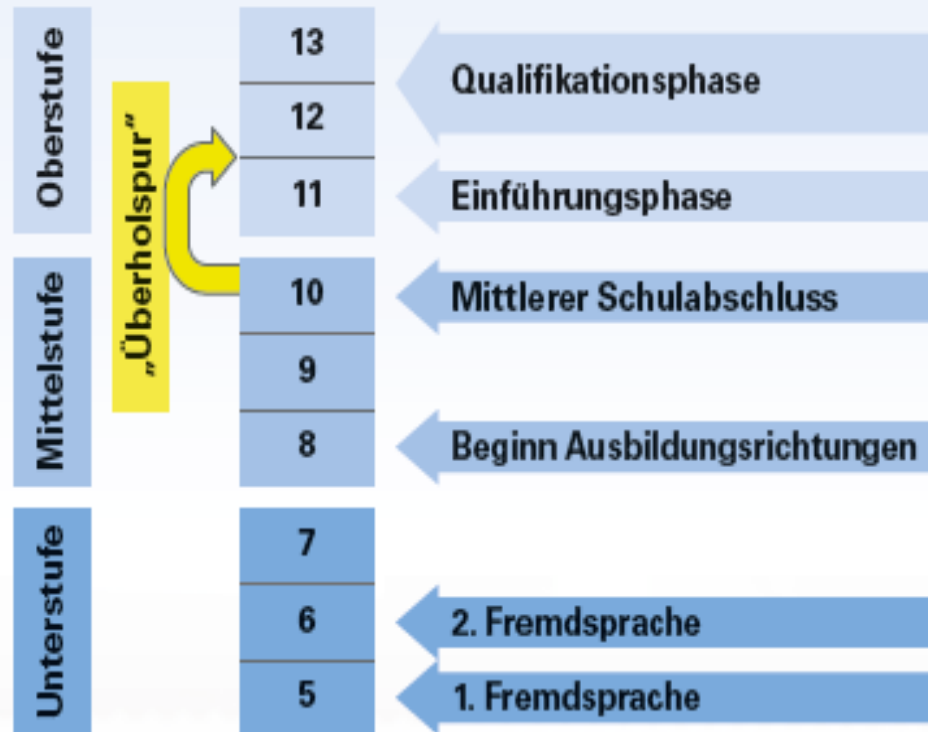 Oberstufe
„Überholspur“
13
Qualifikationsphase
12
11
Einführungsphase
Mittelstufe
10
Mittlerer Schulabschluss
9
8
Beginn Ausbildungsrichtungen
Unterstufe
7
6
2. Fremdsprache
5
1. Fremdsprache